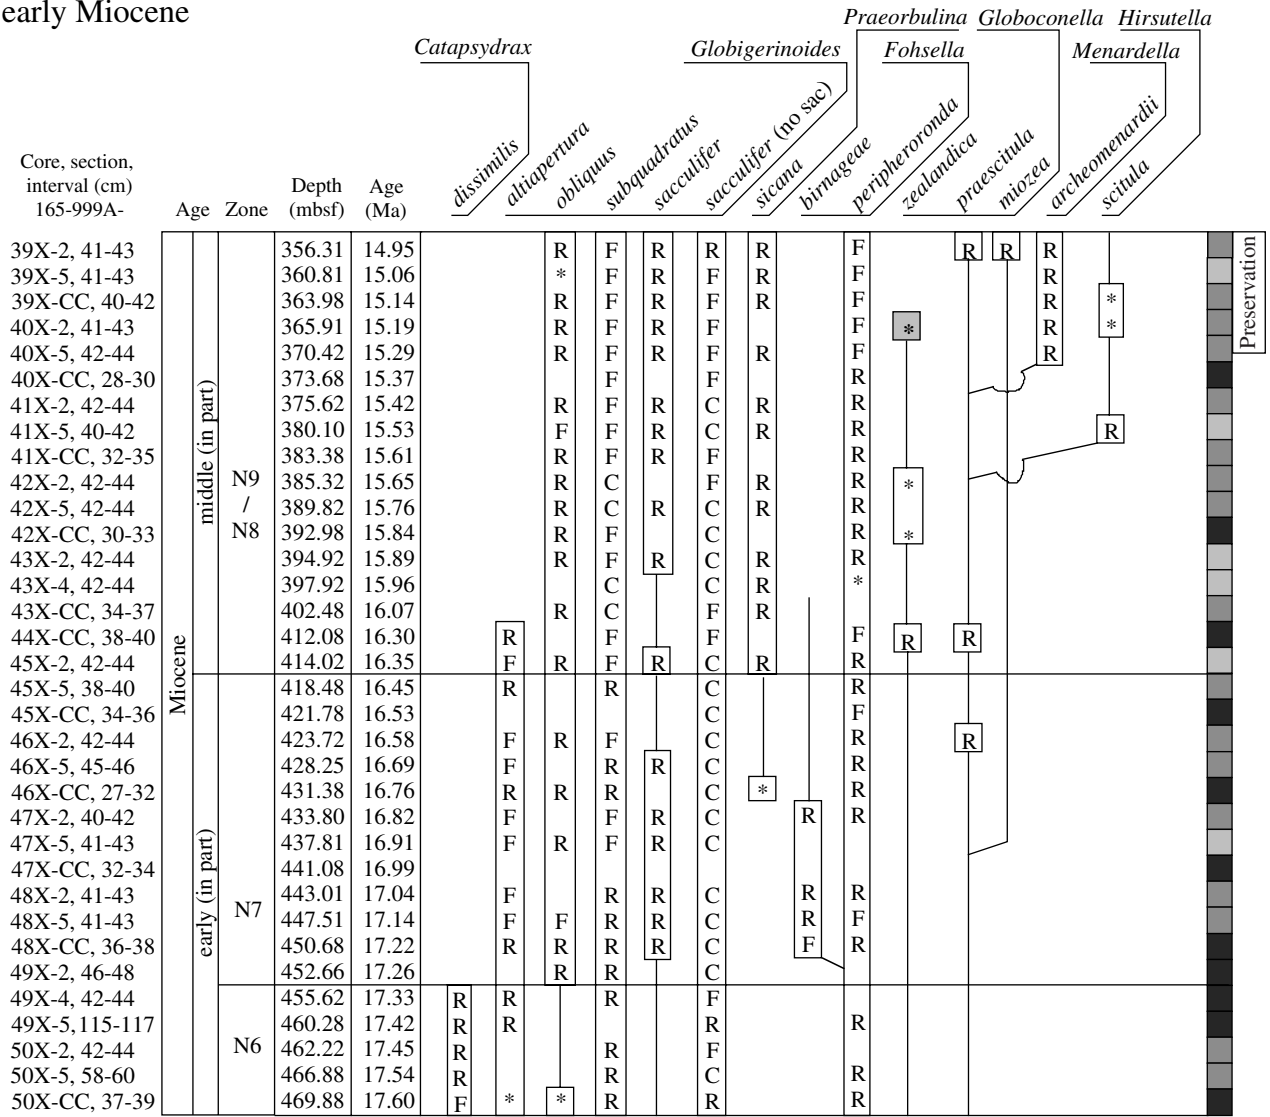 early Miocene
Praeorbulina Globoconella Hirsutella
Catapsydrax Globigerinoides Fohsella Menardella
dissimilis altiapertura obliquus subquadratus sacculifer sacculifer (no sac) sicana birnageae peripheroronda zealandica praescitula miozea archeomenardii scitula
Core, section,
interval (cm) Depth Age
165-999A- Age Zone (mbsf) (Ma)
39X-2, 41-43 356.31 14.95 R F R R R F R R R
39X-5, 41-43 360.81 15.06 * F R F R F R
39X-CC, 40-42 363.98 15.14 R F R F R F R *
40X-2, 41-43 365.91 15.19 R F R F F * R *
40X-5, 42-44 370.42 15.29 R F R F R F R
40X-CC, 28-30 373.68 15.37 F F R
41X-2, 42-44 375.62 15.42 R F R C R R
41X-5, 40-42 380.10 15.53 F F R C R R R
41X-CC, 32-35 383.38 15.61 R F R F R
42X-2, 42-44 385.32 15.65 R C F R R *
42X-5, 42-44 389.82 15.76 R C R C R R
42X-CC, 30-33 392.98 15.84 R F C R *
43X-2, 42-44 394.92 15.89 R F R C R R
43X-4, 42-44 397.92 15.96 C C R *
43X-CC, 34-37 402.48 16.07 R C F R
44X-CC, 38-40 412.08 16.30 R F F F R R
45X-2, 42-44 414.02 16.35 F R F R C R R
45X-5, 38-40 418.48 16.45 R R C R
45X-CC, 34-36 421.78 16.53 C F
46X-2, 42-44 423.72 16.58 F R F C R R
46X-5, 45-46 428.25 16.69 F R R C R
46X-CC, 27-32 431.38 16.76 R R R C * R
47X-2, 40-42 433.80 16.82 F F R C R R
47X-5, 41-43 437.81 16.91 F R F R C
47X-CC, 32-34 441.08 16.99
48X-2, 41-43 443.01 17.04 F R R C R R
48X-5, 41-43 447.51 17.14 F F R R C R F
48X-CC, 36-38 450.68 17.22 R R R R C F R
49X-2, 46-48 452.66 17.26 R R C
49X-4, 42-44 455.62 17.33 R R R F
49X-5, 115-117 460.28 17.42 R R R R
50X-2, 42-44 462.22 17.45 R R F
50X-5, 58-60 466.88 17.54 R R C R
50X-CC, 37-39 469.88 17.60 F * * R R R
Miocene
middle (in part)
early (in part)
N9
/
N8
N7
N6
Preservation